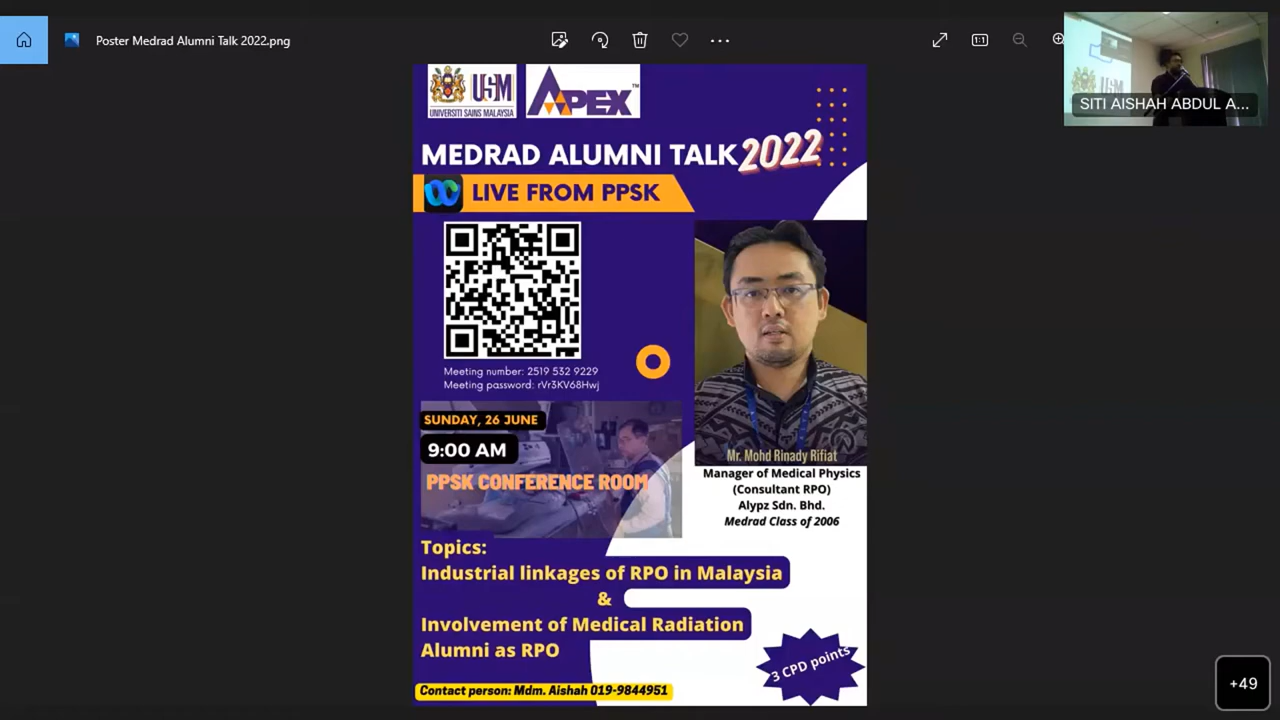 Poster Medrad Alumni Talk 2022.png
SITI AISHAH ABDUL A...
USM
UNIVERSITI SAINS MALAYSIA
APEX™
MEDRAD ALUMNI TALK 2022
LIVE FROM PPSK
Meeting number: 2519 532 9229
Meeting password: rVr3KV68Hwj
SUNDAY, 26 JUNE
9:00 AM
PPSK CONFERENCE ROOM
Mr. Mohd Rinady Rifiat
Manager of Medical Physics
(Consultant RPO)
Alypz Sdn. Bhd.
Medrad Class of 2006
Topics:
Industrial linkages of RPO in Malaysia
&
Involvement of Medical Radiation
Alumni as RPO
3 CPD points
Contact person: Mdm. Aishah 019-9844951
+49